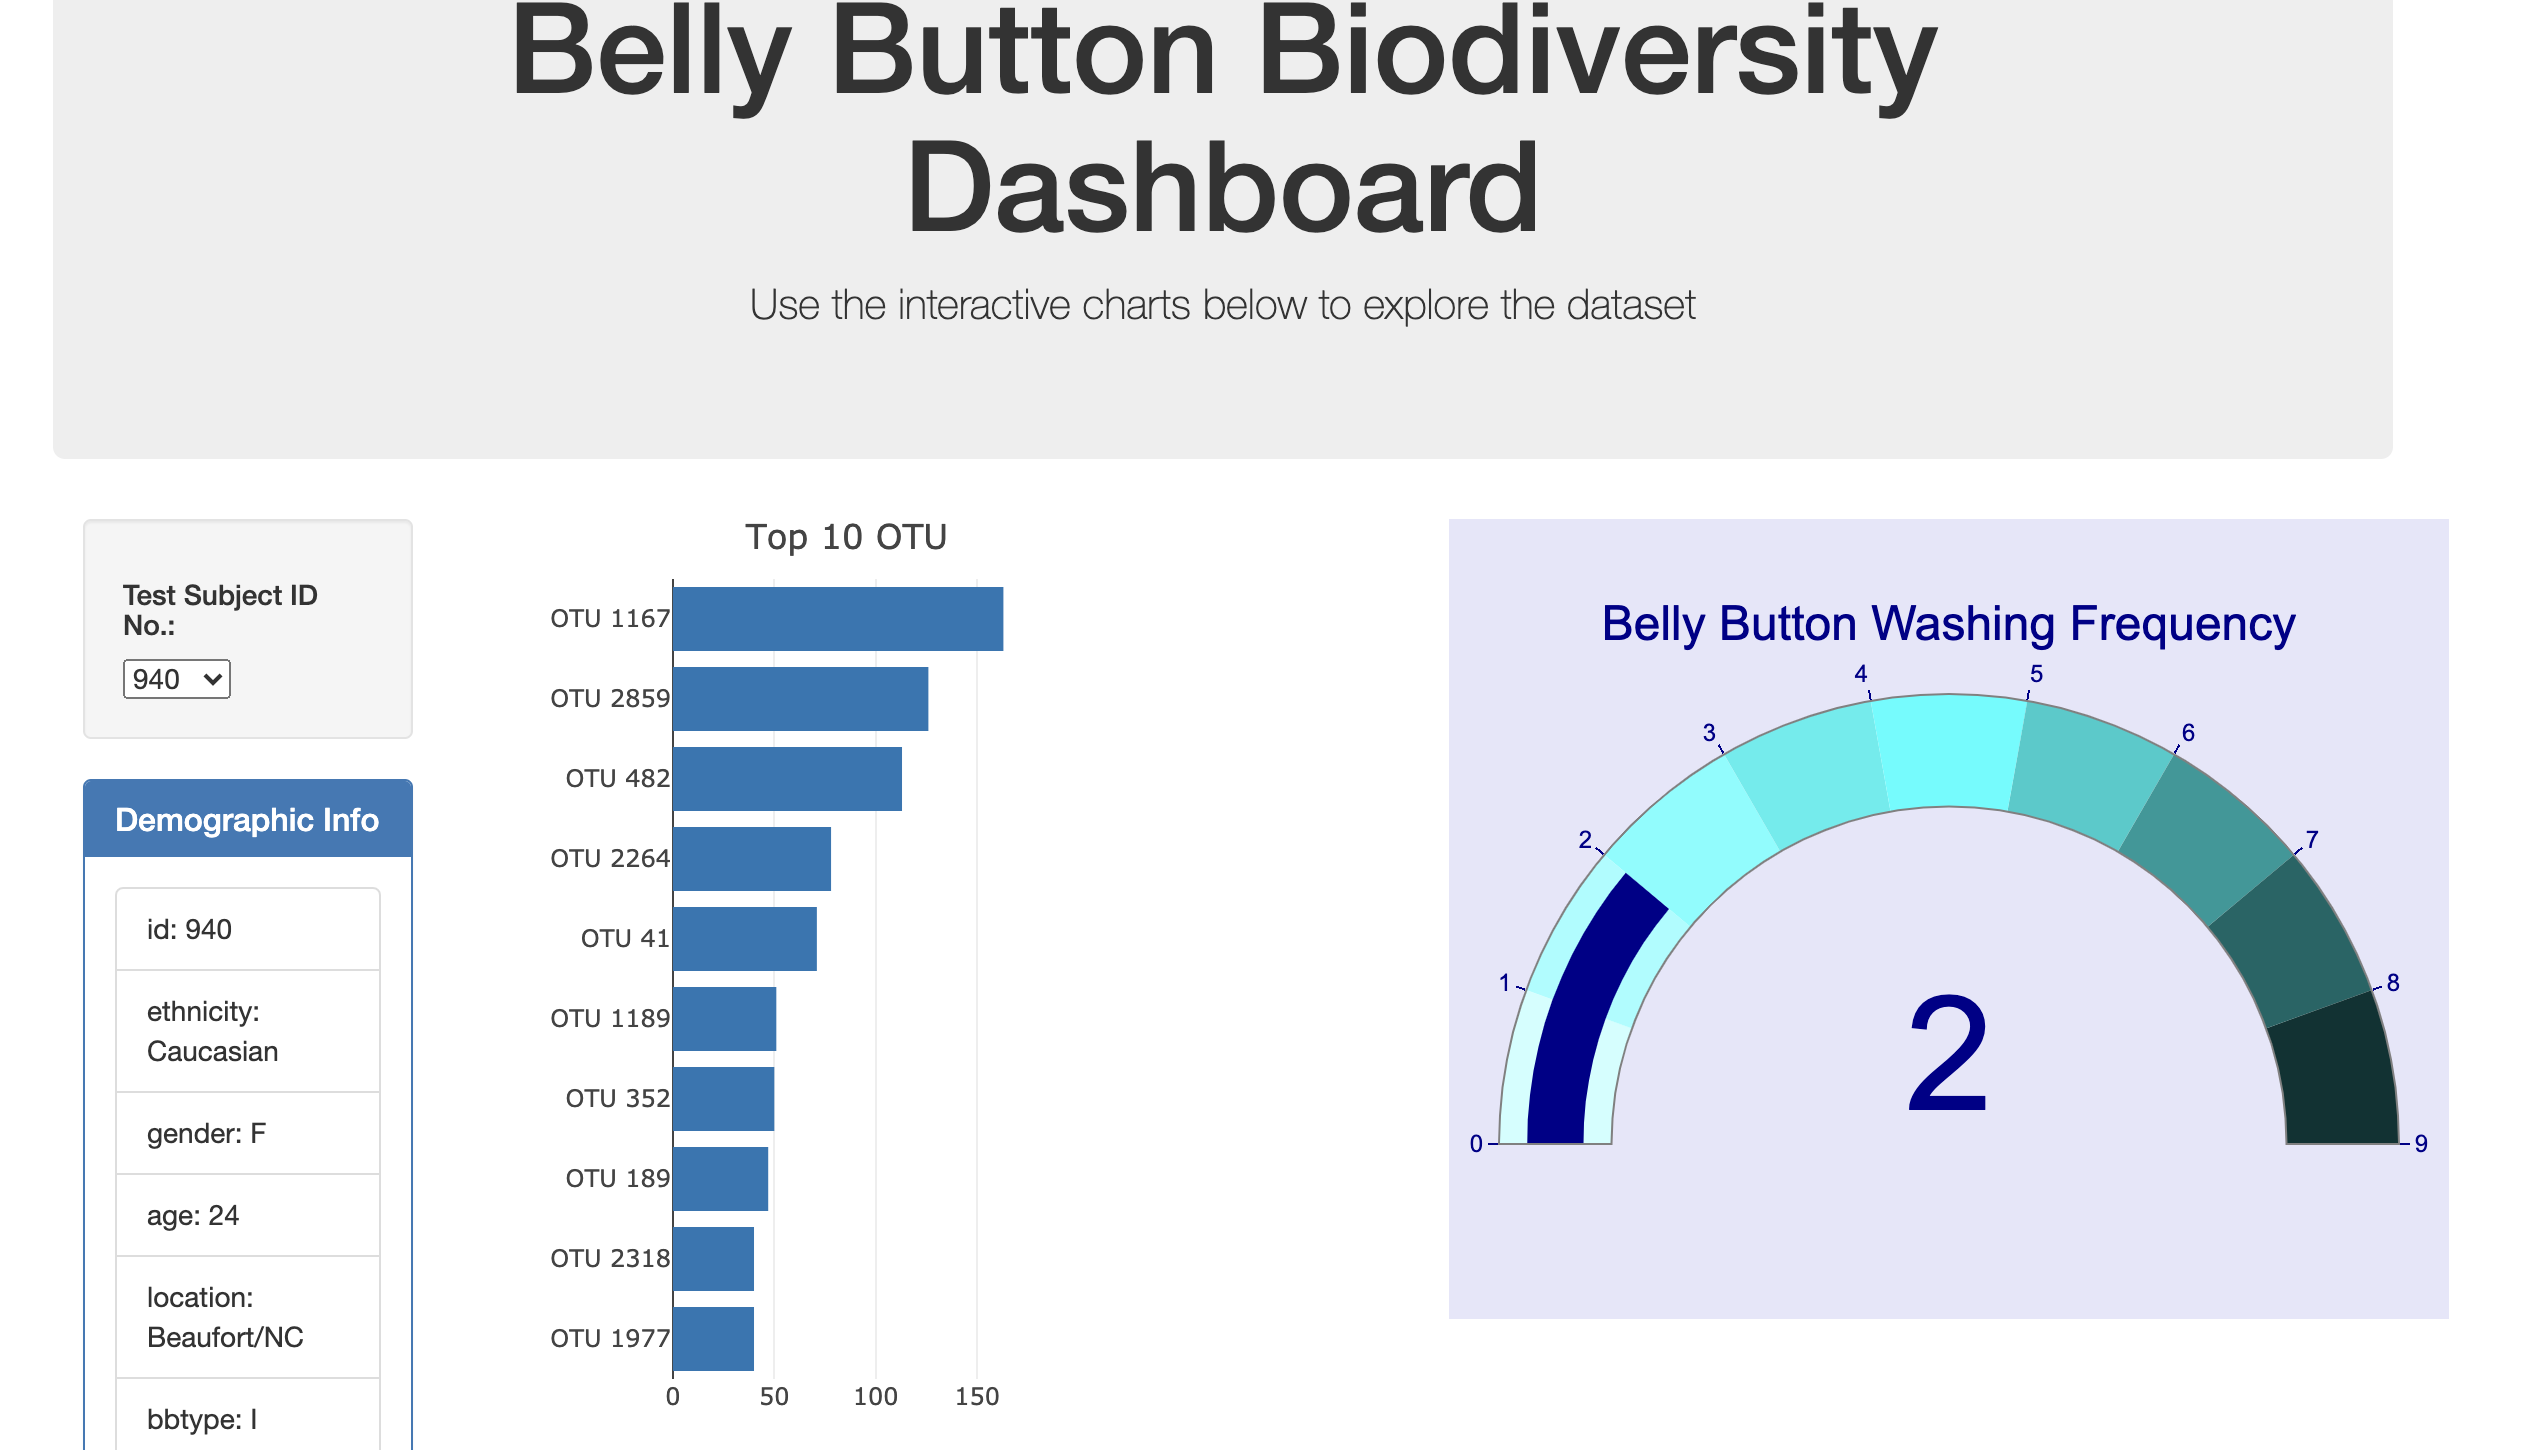 Belly Button Biodiversity
Dashboard
Use the interactive charts below to explore the dataset
Test Subject ID
No.:
940
Demographic Info
id: 940
ethnicity:
Caucasian
gender: F
age: 24
location:
Beaufort/NC
bbtype: I
Top 10 OTU
OTU 1167
OTU 2859
OTU 482
OTU 2264
OTU 41
OTU 1189
OTU 352
OTU 189
OTU 2318
OTU 1977
0 50 100 150
Belly Button Washing Frequency
0
1
2
3
4
5
6
7
8
9
2